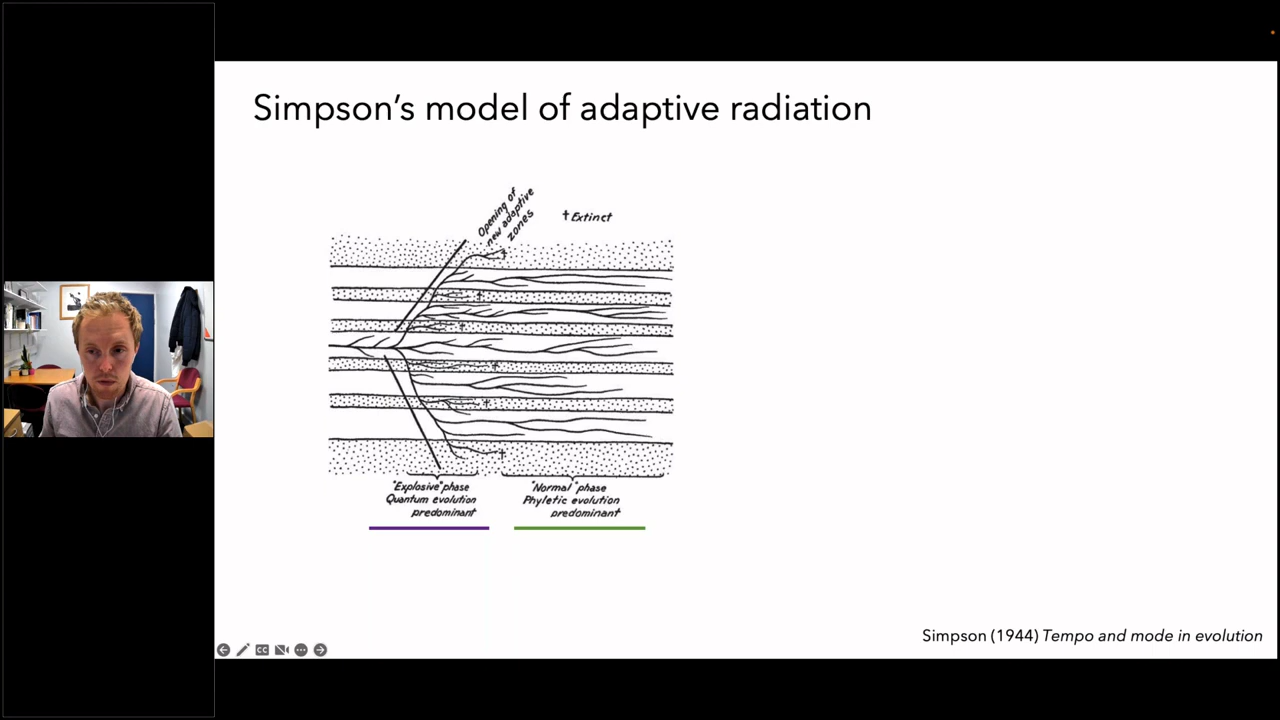 Simpson's model of adaptive radiation
Opening of
new adaptive
zones
†Extinct
"Explosive" phase
Quantum evolution
predominant
"Normal" phase
Phyletic evolution
predominant
Simpson (1944) Tempo and mode in evolution
CC